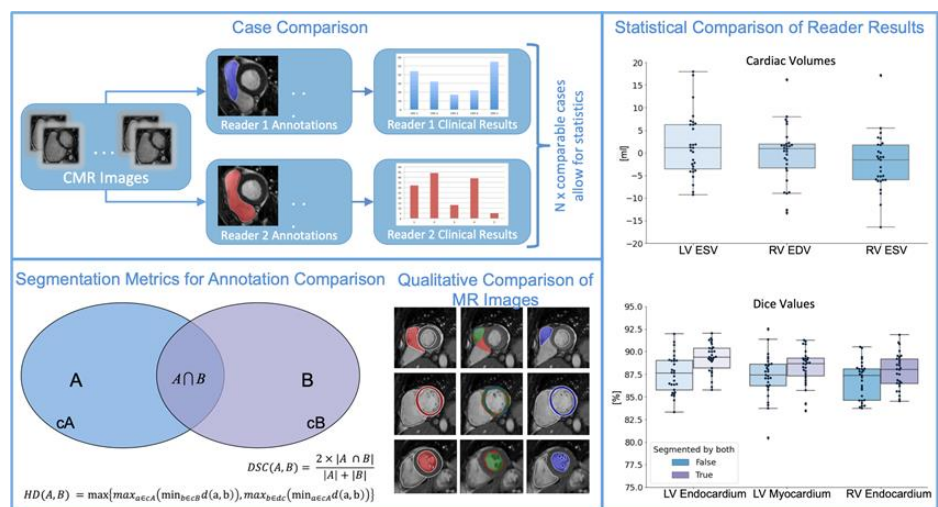 Case Comparison
CMR Images
Reader 1 Annotations
Reader 1 Clinical Results
Reader 2 Annotations
Reader 2 Clinical Results
N x comparable cases
allow for statistics
Segmentation Metrics for Annotation Comparison
A
A⋂B
B
cA
cB
DSC(A, B) = 2 × |A ∩ B| / |A| + |B|
HD(A, B) = max{max_{a∈cA}(min_{b∈cB}d(a, b)), max_{b∈dc}(min_{a∈cA}d(a, b))}
Qualitative Comparison of
MR Images
Statistical Comparison of Reader Results
Cardiac Volumes
[ml]
20
15
10
5
0
−5
−10
−15
−20
LV ESV RV EDV RV ESV
Dice Values
[%]
95.0
92.5
90.0
87.5
85.0
82.5
80.0
77.5
75.0
Segmented by both
False
True
LV Endocardium LV Myocardium RV Endocardium